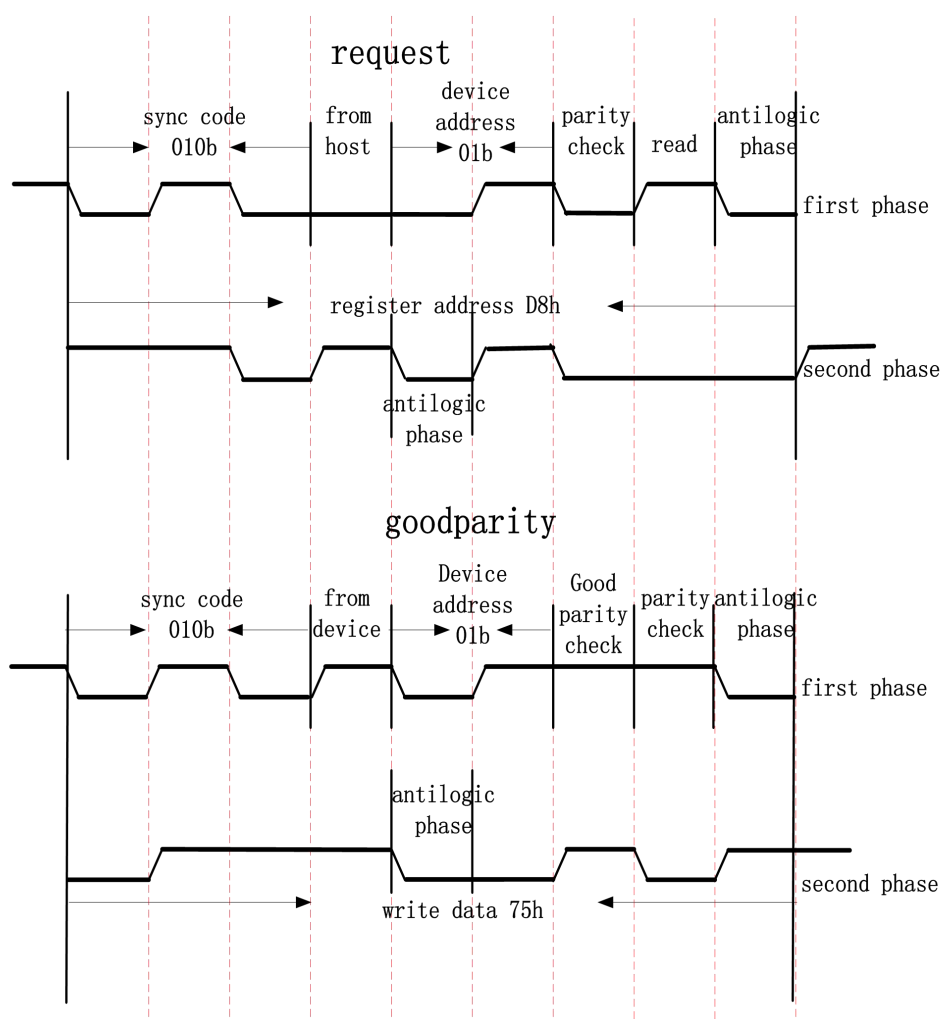 request
sync code
010b
from
host
device
address
01b
parity
check
read
antilogic
phase
first phase
register address D8h
second phase
antilogic
phase
goodparity
sync code
010b
from
device
Device
address
01b
Good
parity
check
parity
check
antilogic
phase
first phase
antilogic
phase
second phase
write data 75h